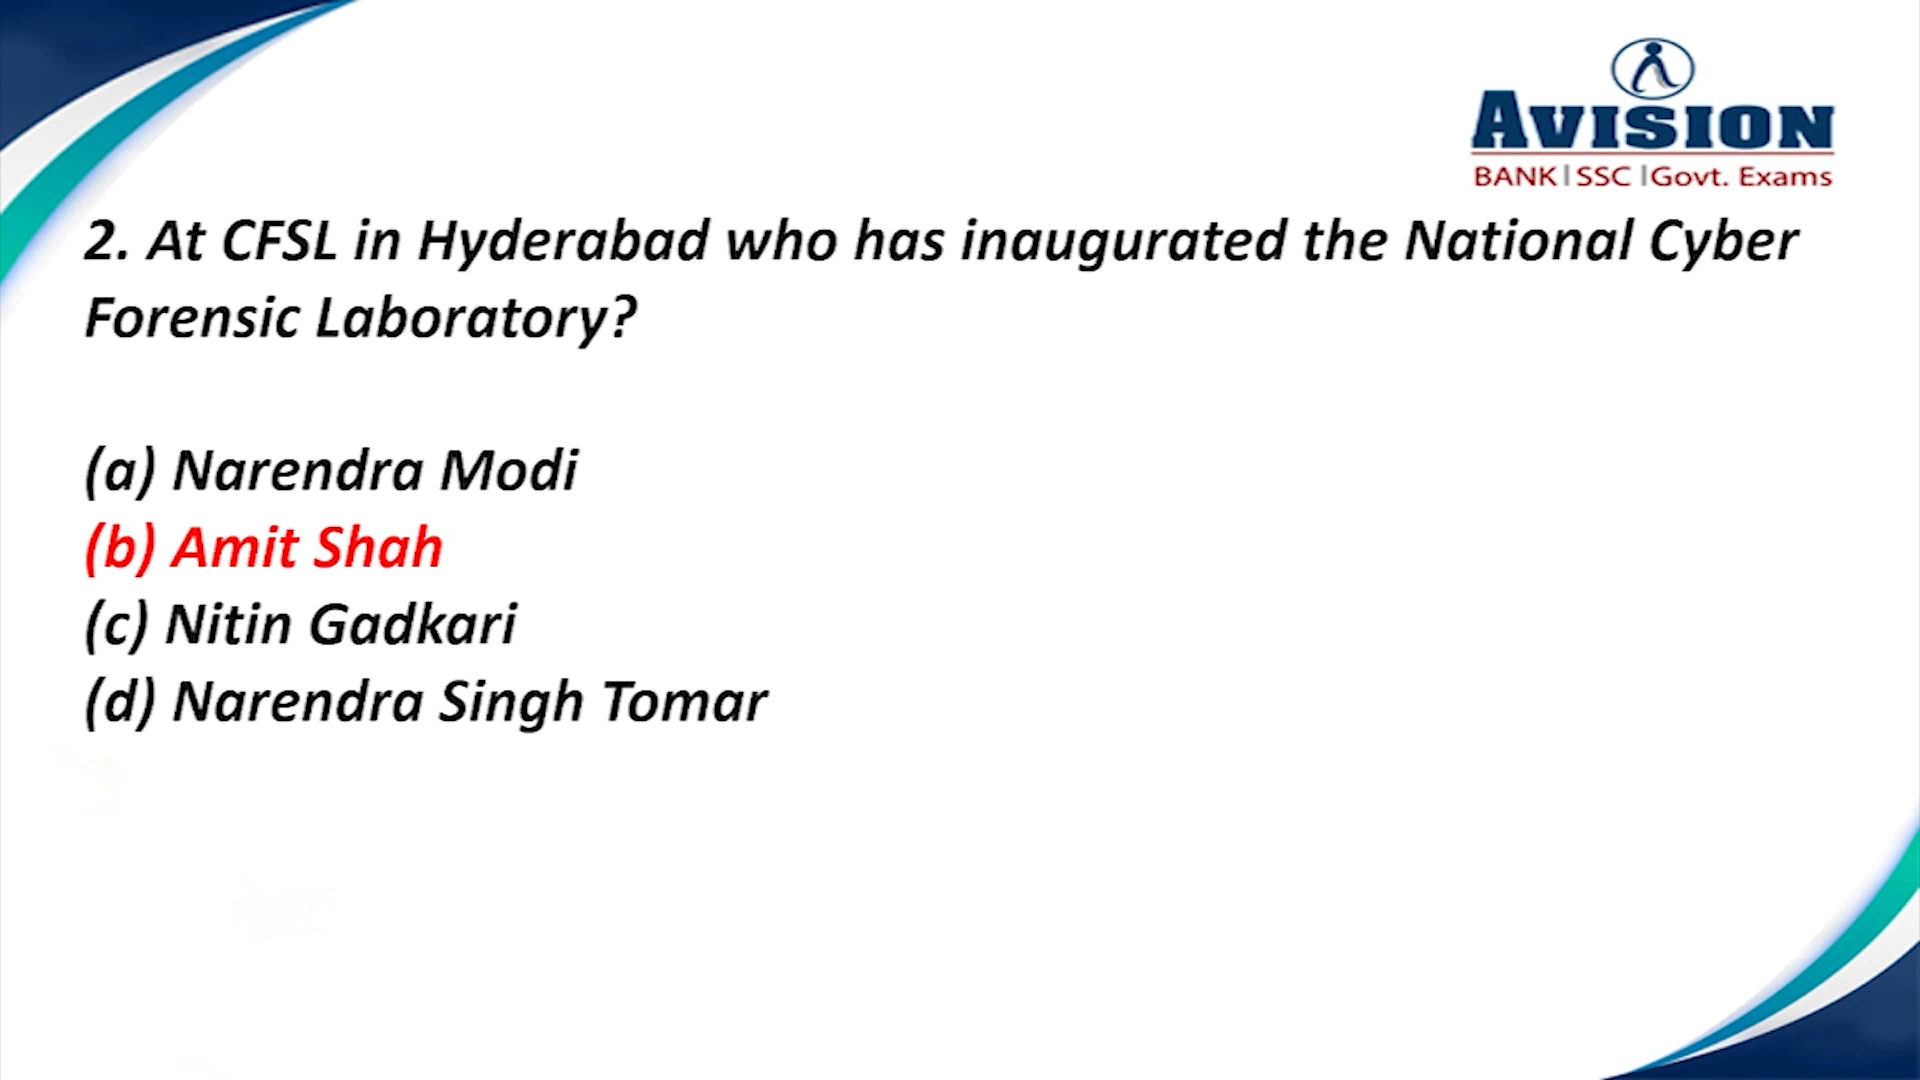 AVISION
BANK | SSC | Govt. Exams
2. At CFSL in Hyderabad who has inaugurated the National Cyber
Forensic Laboratory?
(a) Narendra Modi
(b) Amit Shah
(c) Nitin Gadkari
(d) Narendra Singh Tomar